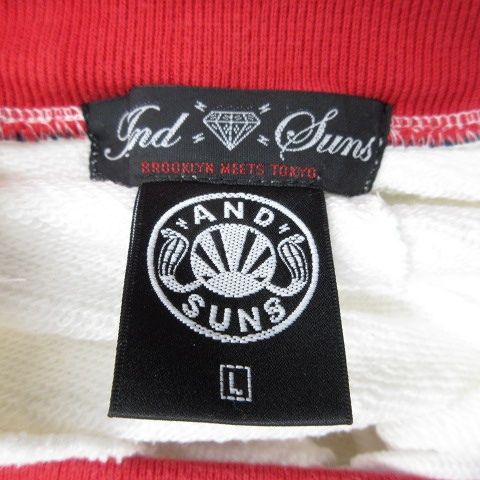 And Suns
BROOKLYN MEETS TOKYO
AND
SUNS
L